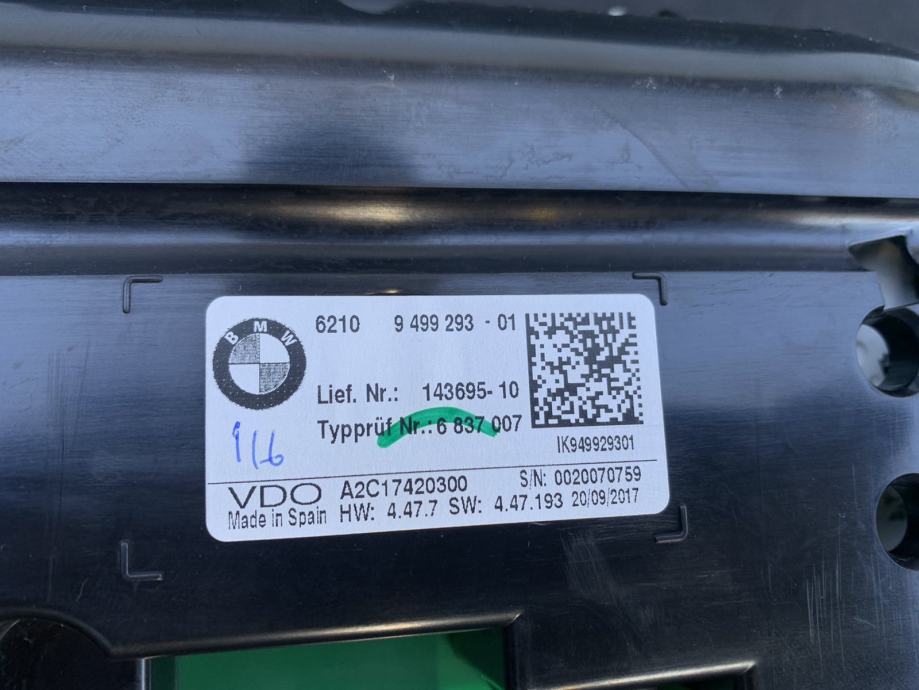 BMW
6210 9 499 293 - 01
Lief. Nr.: 143695-10
Typprüf Nr.: 6 837 007
IK949929301
VDO A2C17420300 S/N: 0020070759
Made in Spain HW: 4.47.7 SW: 4.47.193 20/09/2017